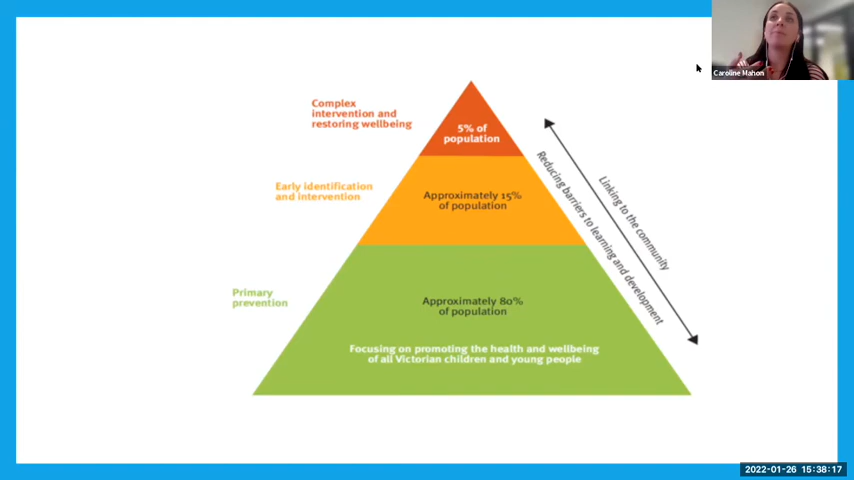 Caroline Mahon
Complex
intervention and
restoring wellbeing
5% of
population
Early identification
and intervention
Approximately 15%
of population
Reducing barriers to learning and development
Linking to the community
Primary
prevention
Approximately 80%
of population
Focusing on promoting the health and wellbeing
of all Victorian children and young people
2022-01-26 15:38:17